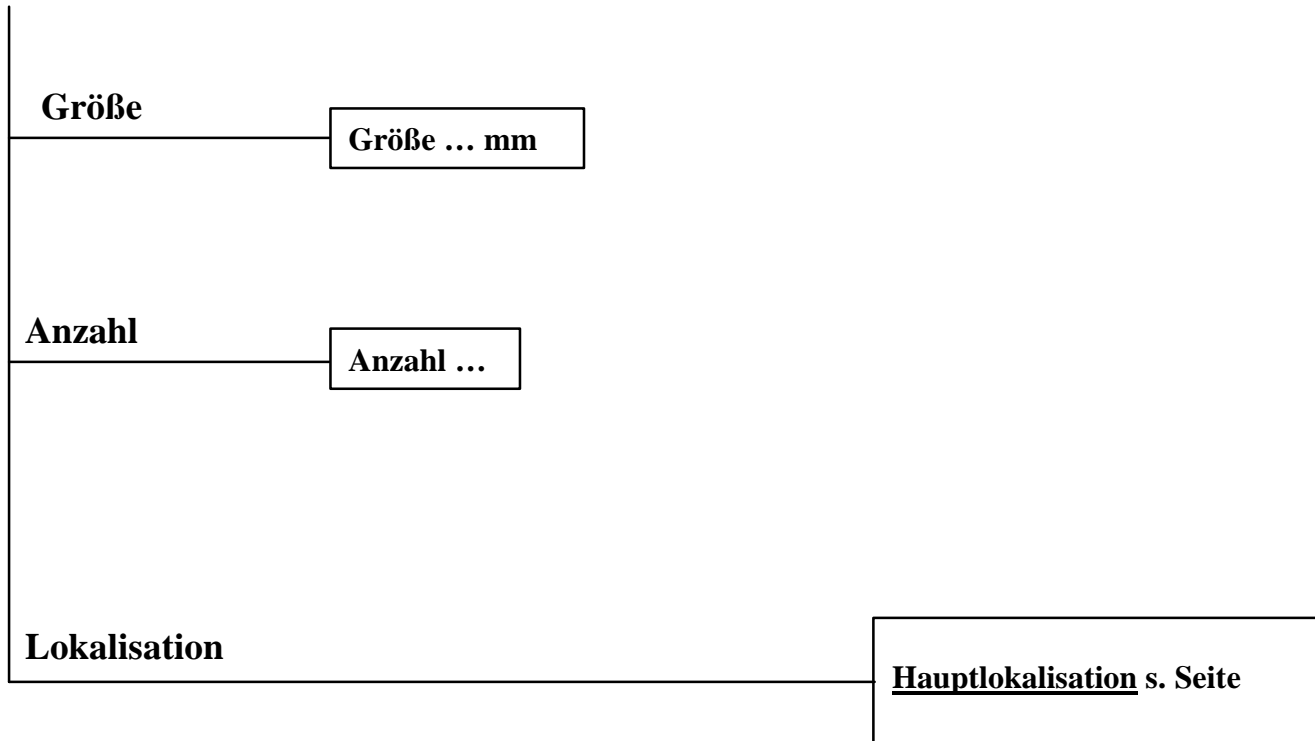 Größe
Größe … mm
Anzahl
Anzahl …
Lokalisation
Hauptlokalisation s. Seite